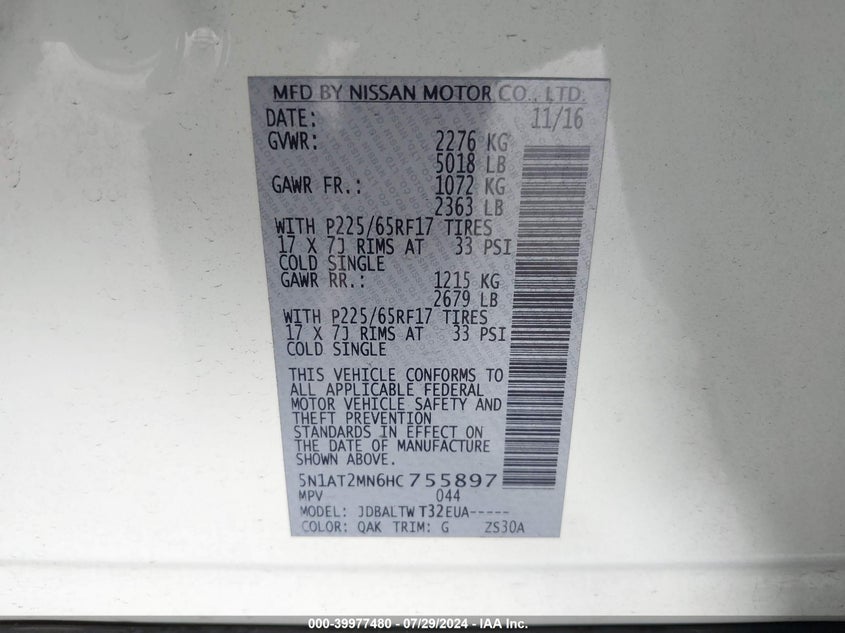 MFD BY NISSAN MOTOR CO., LTD.
DATE: 11/16
GVWR: 2276 KG
5018 LB
GAWR FR.: 1072 KG
2363 LB
WITH P225/65RF17 TIRES
17 X 7J RIMS AT 33 PSI
COLD SINGLE
GAWR RR.: 1215 KG
2679 LB
WITH P225/65RF17 TIRES
17 X 7J RIMS AT 33 PSI
COLD SINGLE
THIS VEHICLE CONFORMS TO
ALL APPLICABLE FEDERAL
MOTOR VEHICLE SAFETY AND
THEFT PREVENTION
STANDARDS IN EFFECT ON
THE DATE OF MANUFACTURE
SHOWN ABOVE.
5N1AT2MN6HC755897
MPV 044
MODEL: JDBALTWT32EUA-----
COLOR: QAK TRIM: G ZS30A
000-39977480 - 07/29/2024 - IAA Inc.